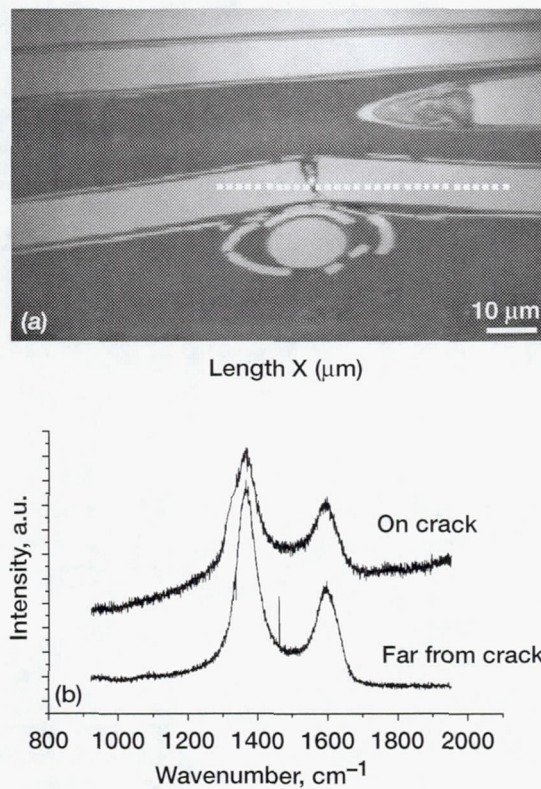 (a)
10 μm
Length X (μm)
Intensity, a.u.
On crack
Far from crack
(b)
800 1000 1200 1400 1600 1800 2000
Wavenumber, cm⁻¹